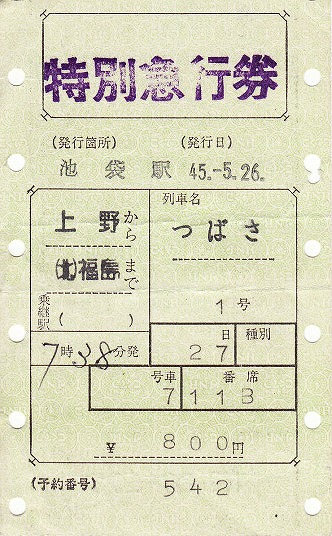 特別急行券
(発行箇所) (発行日)
池袋駅 45.-5.26.
列車名
上野から つばさ
(北)福島まで
乗継駅 ( ) 1号
日 種別
7時38分発 27
号車 番 席
7 11B
¥ 800円
(予約番号) 542